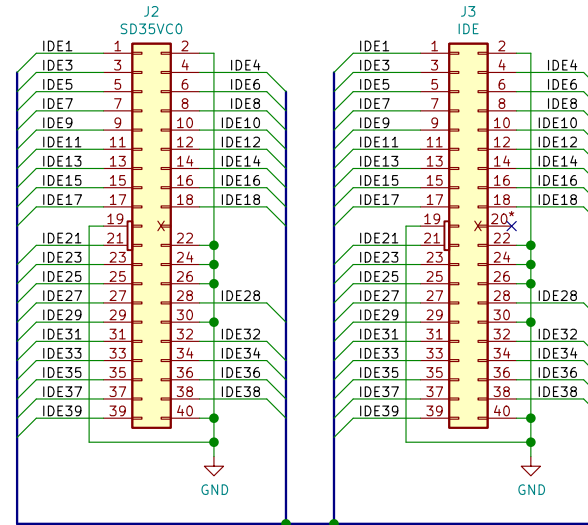 J2 J3
SD35VC0 IDE
IDE1 1 2 IDE1 1 2
IDE3 3 4 IDE4 IDE3 3 4 IDE4
IDE5 5 6 IDE6 IDE5 5 6 IDE6
IDE7 7 8 IDE8 IDE7 7 8 IDE8
IDE9 9 10 IDE10 IDE9 9 10 IDE10
IDE11 11 12 IDE12 IDE11 11 12 IDE12
IDE13 13 14 IDE14 IDE13 13 14 IDE14
IDE15 15 16 IDE16 IDE15 15 16 IDE16
IDE17 17 18 IDE18 IDE17 17 18 IDE18
19 19 20*
IDE21 21 22 IDE21 21 22
IDE23 23 24 IDE23 23 24
IDE25 25 26 IDE25 25 26
IDE27 27 28 IDE28 IDE27 27 28 IDE28
IDE29 29 30 IDE29 29 30
IDE31 31 32 IDE32 IDE31 31 32 IDE32
IDE33 33 34 IDE34 IDE33 33 34 IDE34
IDE35 35 36 IDE36 IDE35 35 36 IDE36
IDE37 37 38 IDE38 IDE37 37 38 IDE38
IDE39 39 40 IDE39 39 40
GND GND